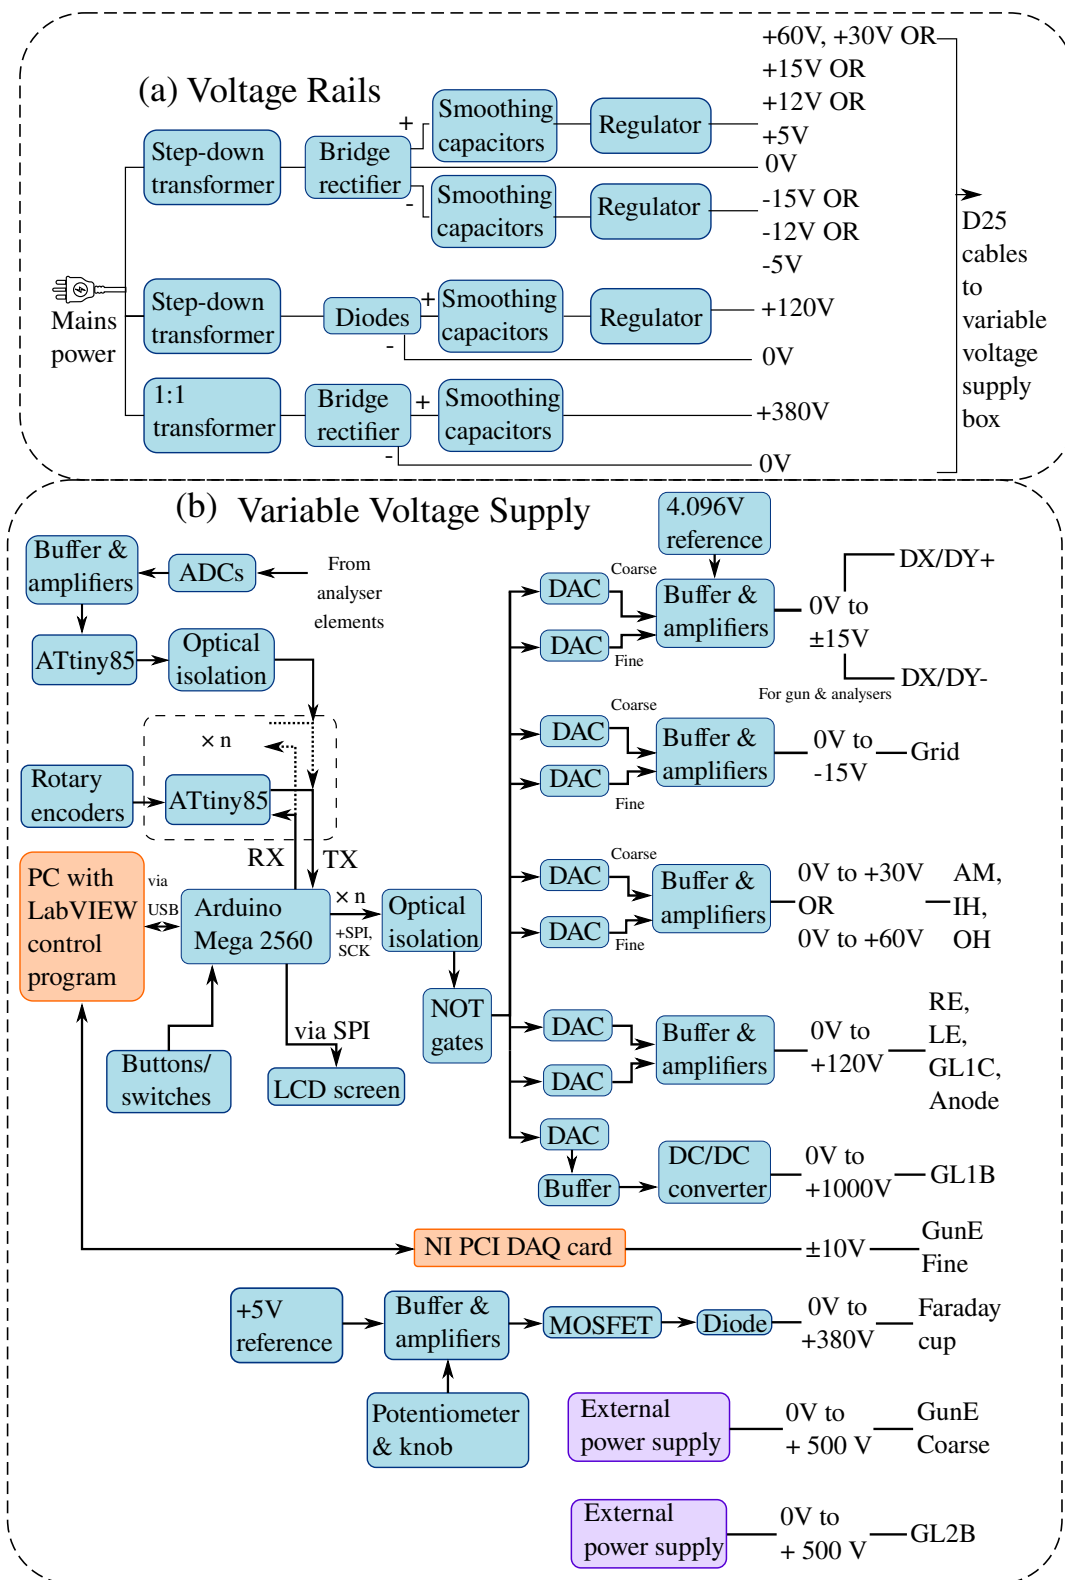 (a) Voltage Rails
Mains
power
Step-down
transformer
Bridge
rectifier
+
-
Smoothing
capacitors
Regulator
+60V, +30V OR
+15V OR
+12V OR
+5V
0V
Smoothing
capacitors
Regulator
-15V OR
-12V OR
-5V
Step-down
transformer
Diodes
+
-
Smoothing
capacitors
Regulator
+120V
0V
1:1
transformer
Bridge
rectifier
+
-
Smoothing
capacitors
+380V
0V
D25
cables
to
variable
voltage
supply
box
(b) Variable Voltage Supply
Buffer &
amplifiers
ADCs
From
analyser
elements
ATtiny85
Optical
isolation
× n
Rotary
encoders
ATtiny85
RX
TX
PC with
LabVIEW
control
program
via
USB
Arduino
Mega 2560
× n
+SPI,
SCK
Optical
isolation
NOT
gates
Buttons/
switches
via SPI
LCD screen
4.096V
reference
DAC
Coarse
DAC
Fine
Buffer &
amplifiers
0V to
±15V
DX/DY+
DX/DY-
For gun & analysers
DAC
Coarse
DAC
Fine
Buffer &
amplifiers
0V to
-15V
Grid
DAC
Coarse
DAC
Fine
Buffer &
amplifiers
0V to +30V
OR
0V to +60V
AM,
IH,
OH
DAC
DAC
Buffer &
amplifiers
0V to
+120V
RE,
LE,
GL1C,
Anode
DAC
Buffer
DC/DC
converter
0V to
+1000V
GL1B
NI PCI DAQ card
±10V
GunE
Fine
+5V
reference
Buffer &
amplifiers
MOSFET
Diode
0V to
+380V
Faraday
cup
Potentiometer
& knob
External
power supply
0V to
+ 500 V
GunE
Coarse
External
power supply
0V to
+ 500 V
GL2B